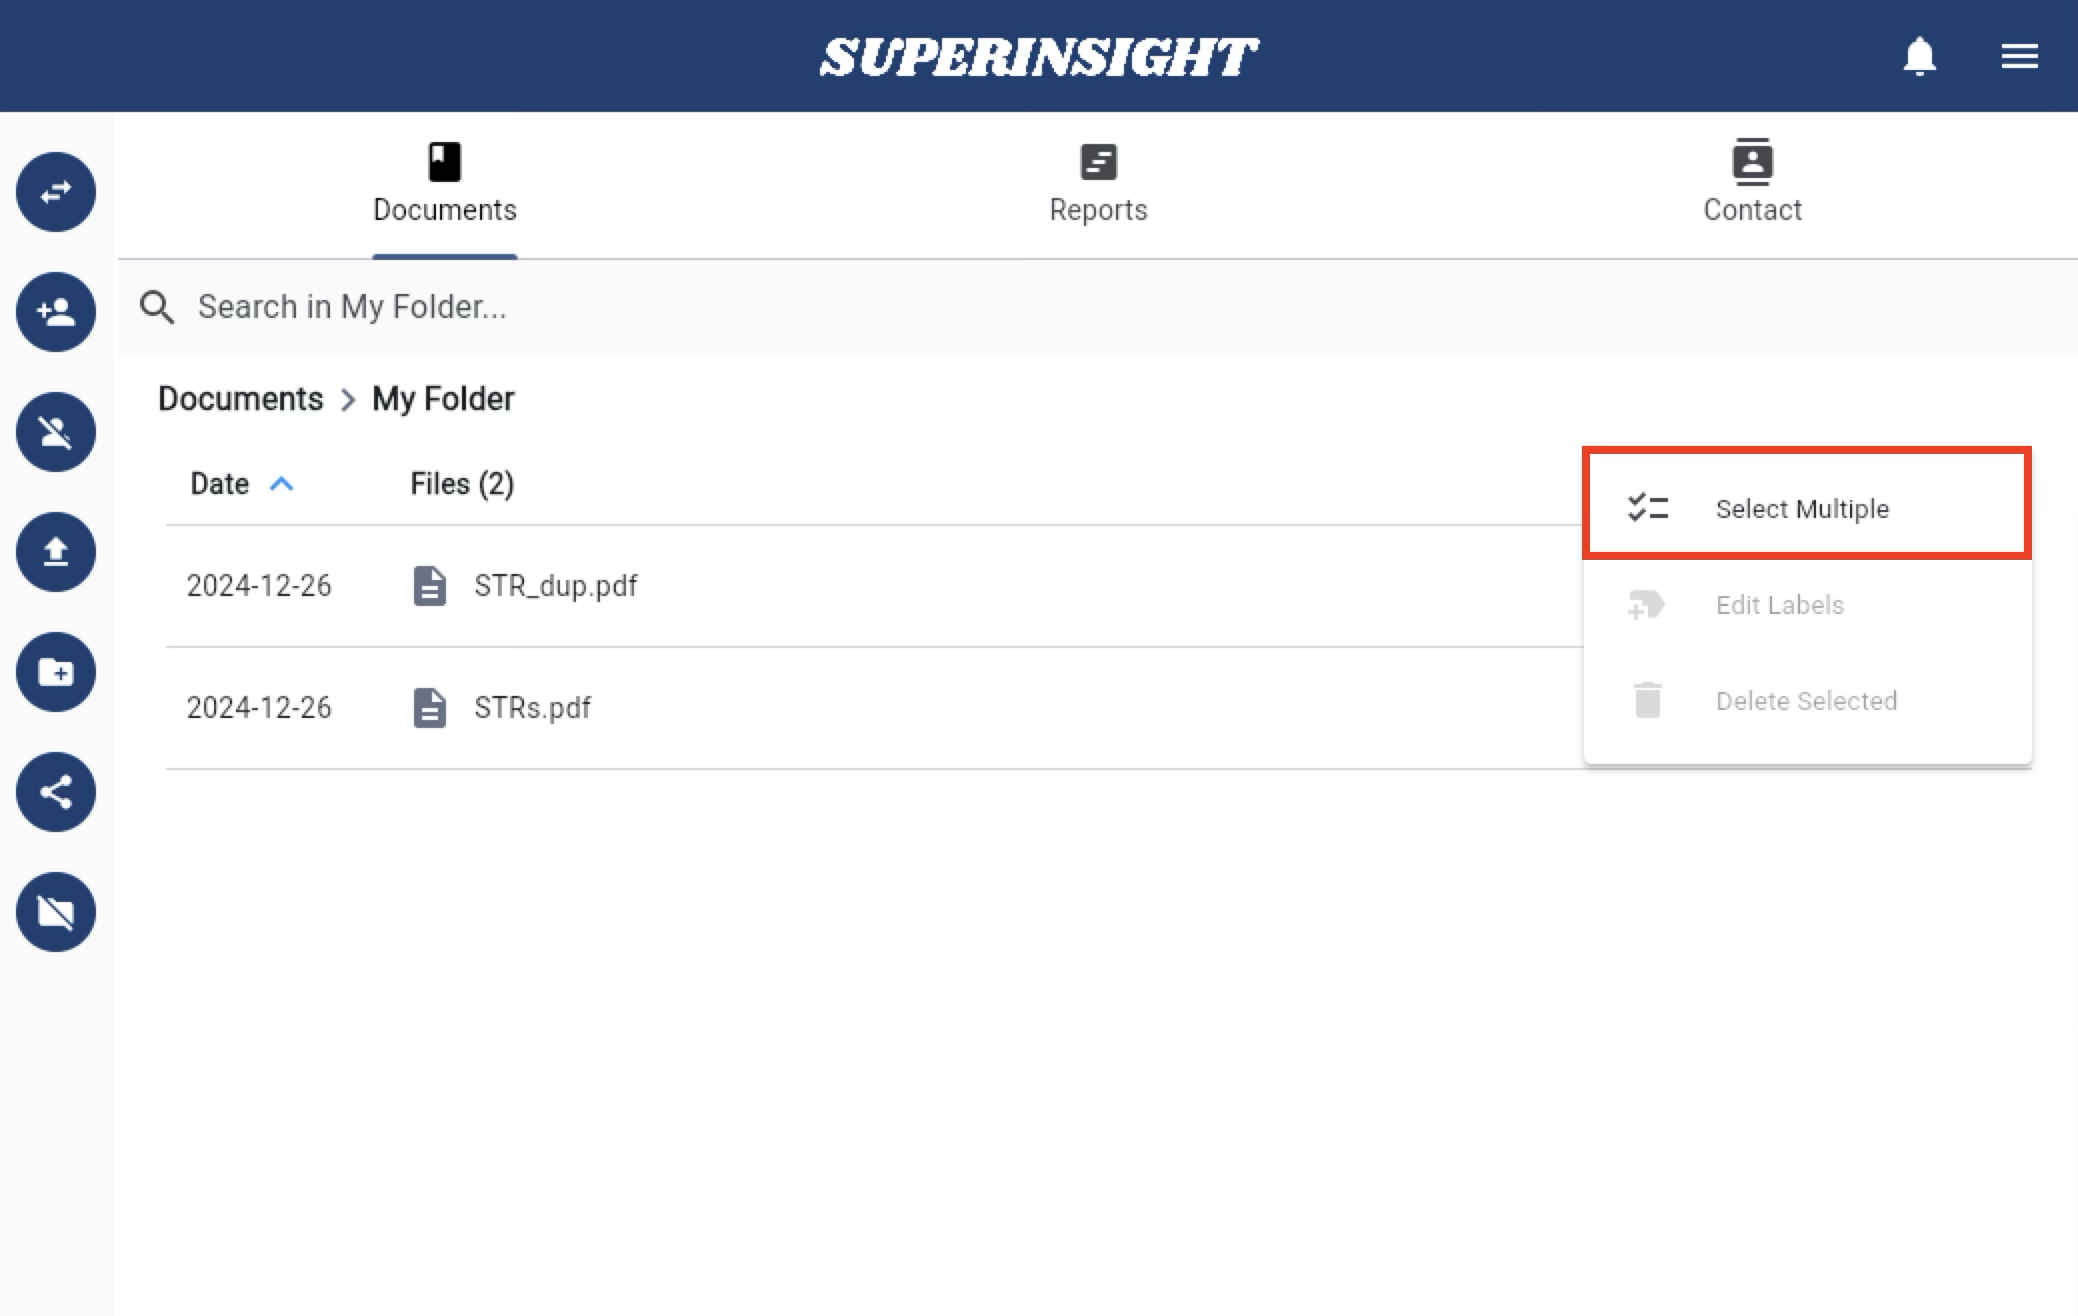 SUPERINSIGHT
Documents
Reports
Contact
Search in My Folder...
Documents > My Folder
Date
Files (2)
2024-12-26
STR_dup.pdf
2024-12-26
STRs.pdf
Select Multiple
Edit Labels
Delete Selected